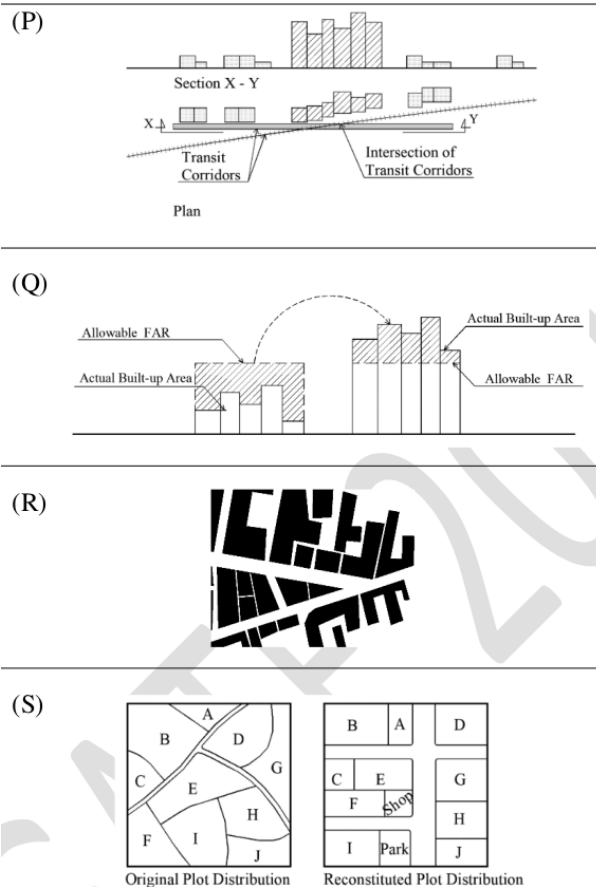 (P)
Section X - Y
X
Y
Transit
Corridors
Intersection of
Transit Corridors
Plan
(Q)
Allowable FAR
Actual Built-up Area
Actual Built-up Area
Allowable FAR
(R)
(S)
A
B
D
C
E
G
F
I
H
J
Original Plot Distribution
B
A
D
C
E
G
F
Shop
H
I
Park
J
Reconstituted Plot Distribution